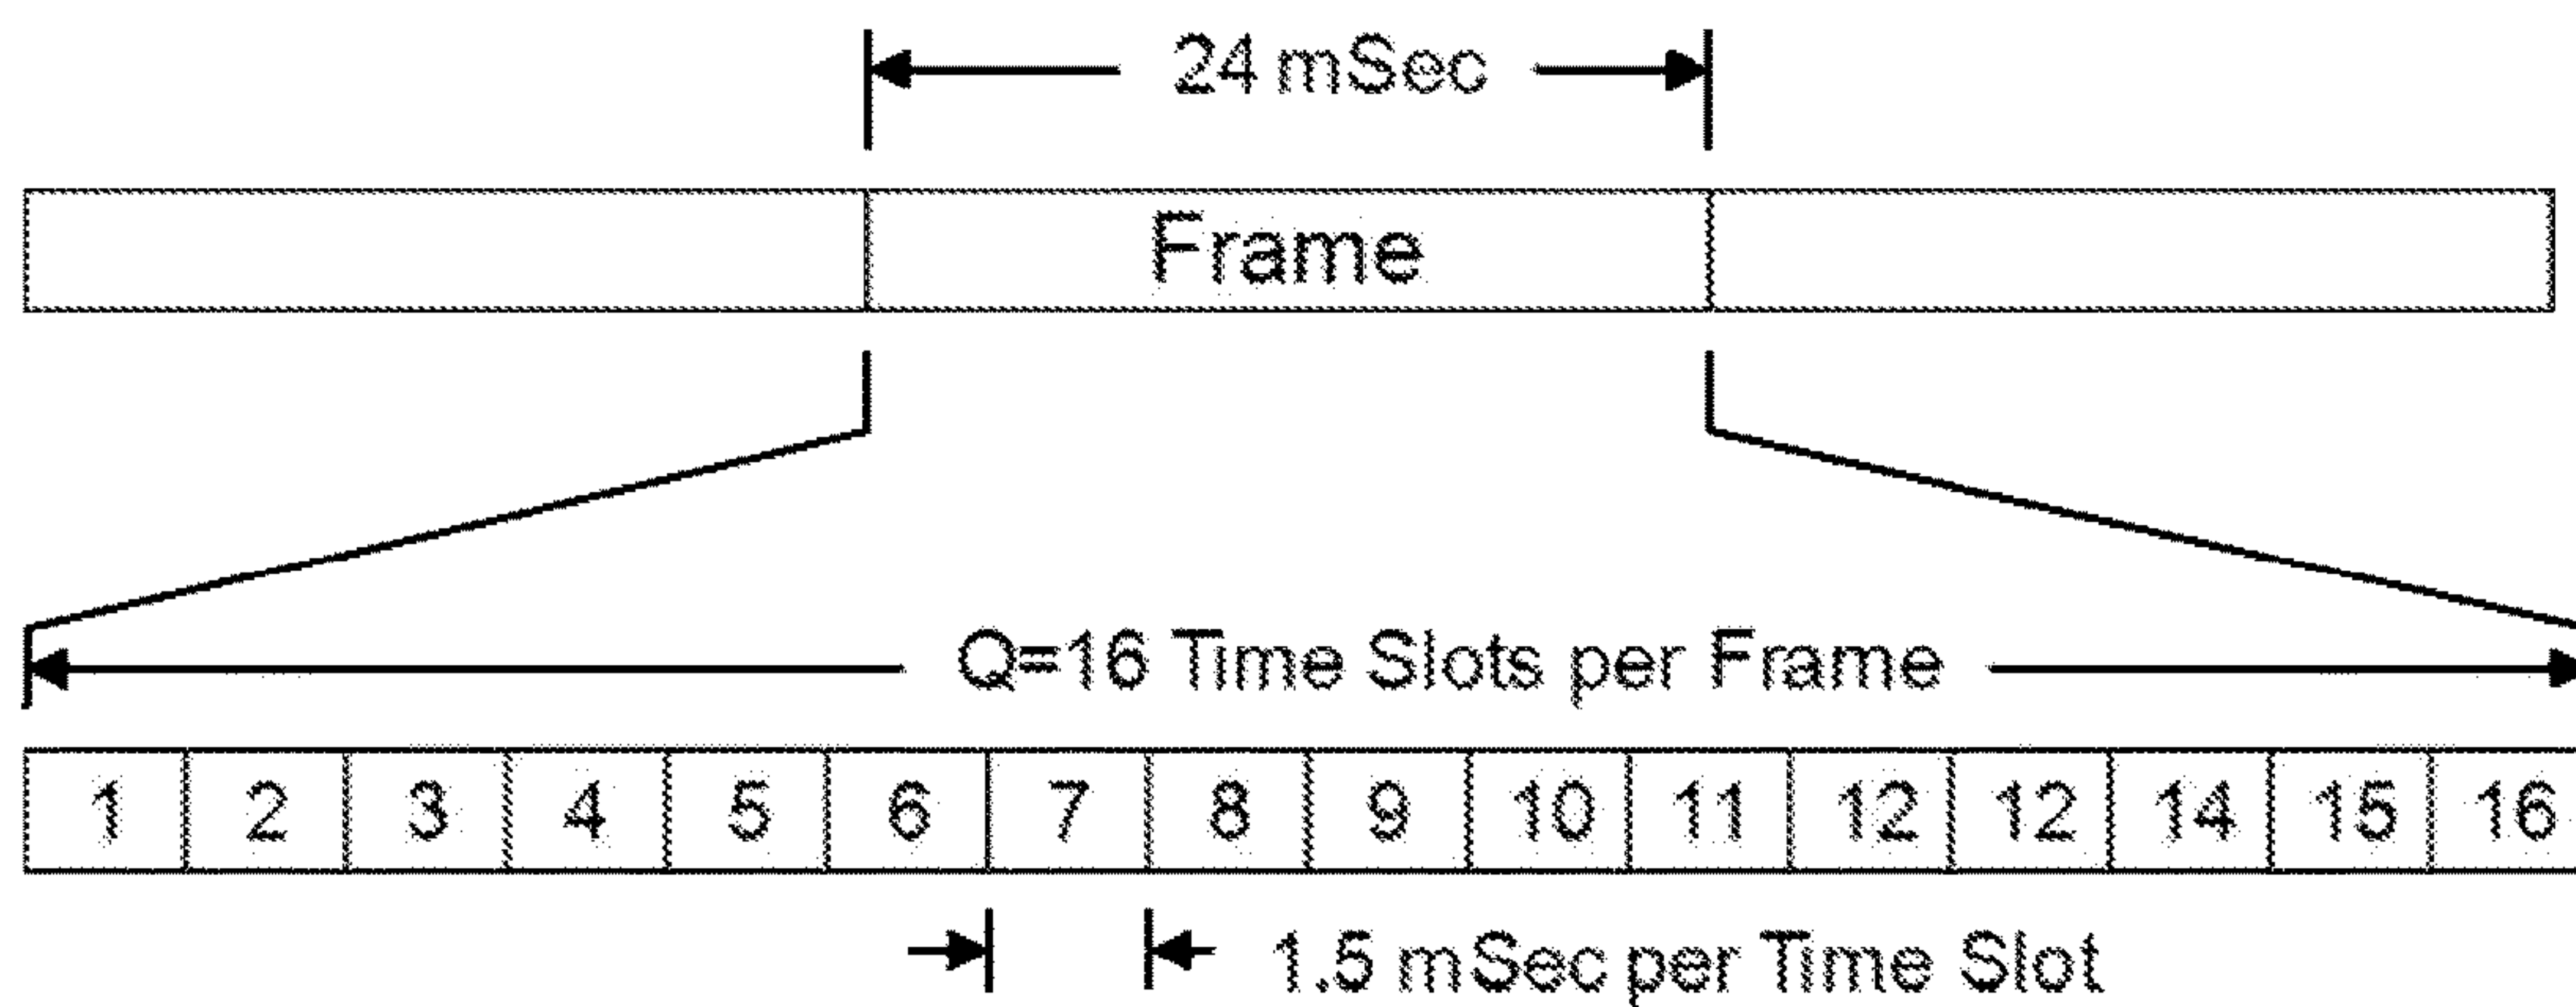 24 mSec
Frame
Q=16 Time Slots per Frame
1 2 3 4 5 6 7 8 9 10 11 12 12 14 15 16
1.5 mSec per Time Slot